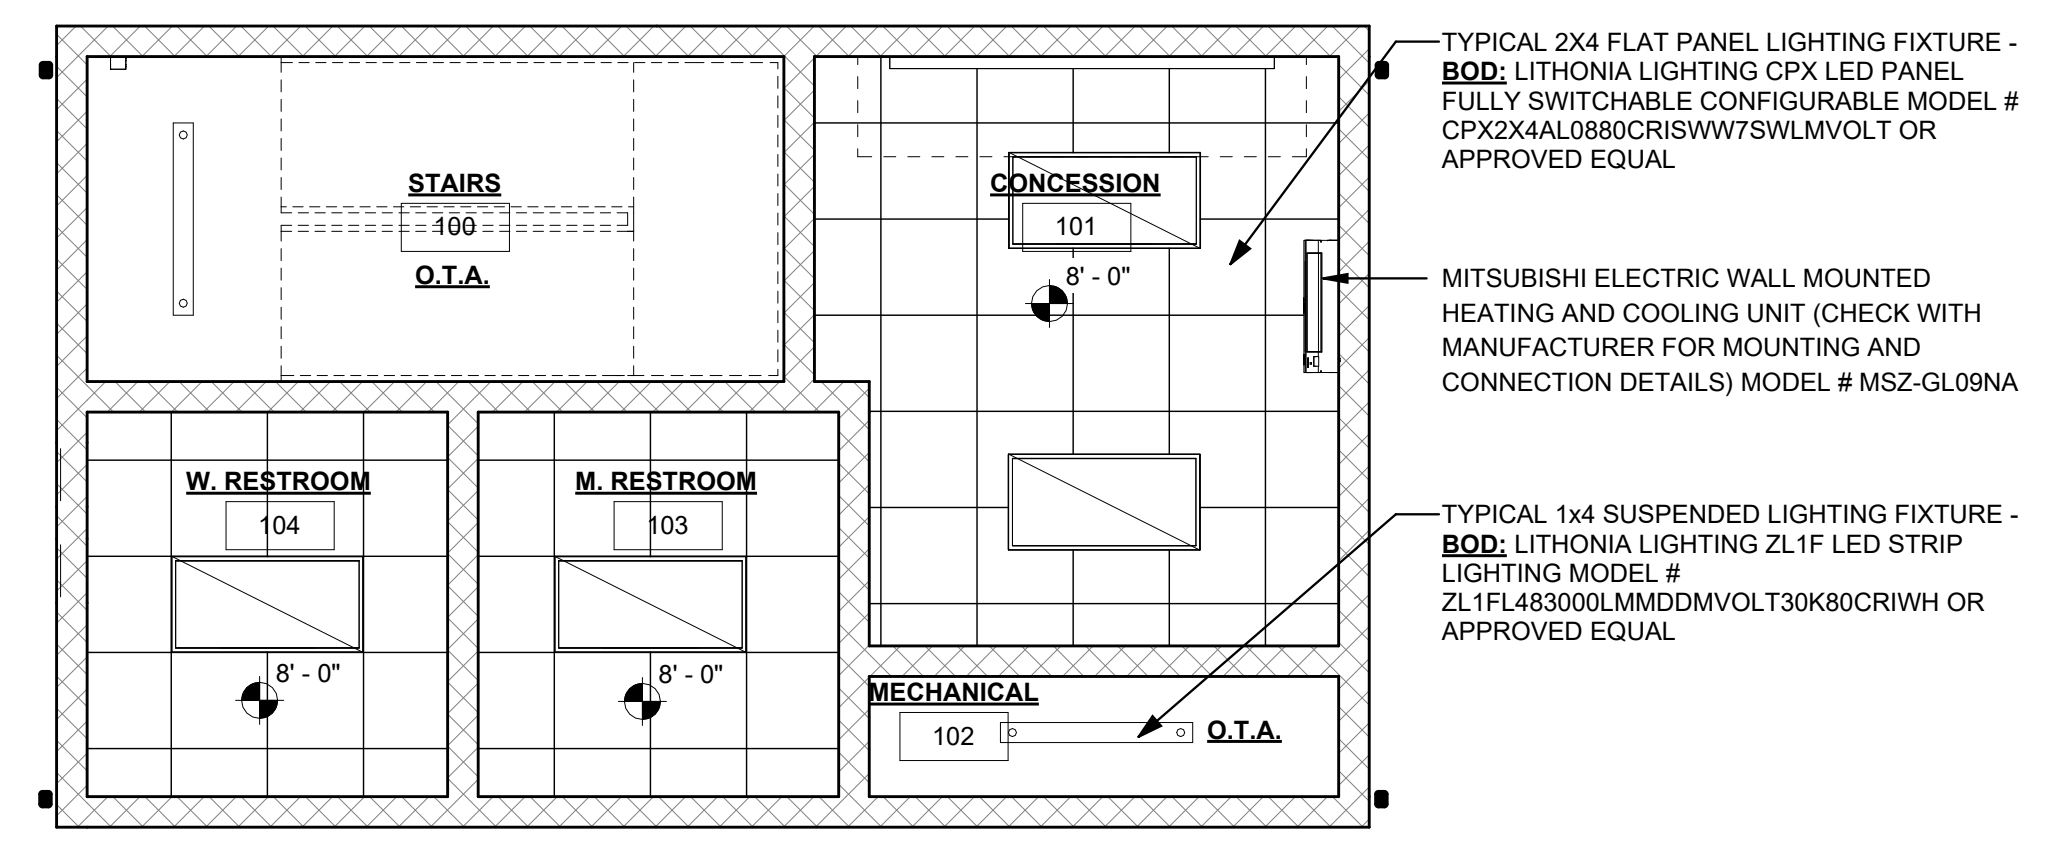 STAIRS
100
O.T.A.
CONCESSION
101
8' - 0"
W. RESTROOM
104
8' - 0"
M. RESTROOM
103
8' - 0"
MECHANICAL
102
O.T.A.
TYPICAL 2X4 FLAT PANEL LIGHTING FIXTURE -
BOD: LITHONIA LIGHTING CPX LED PANEL
FULLY SWITCHABLE CONFIGURABLE MODEL #
CPX2X4AL0880CRISWW7SWLMVOLT OR
APPROVED EQUAL
MITSUBISHI ELECTRIC WALL MOUNTED
HEATING AND COOLING UNIT (CHECK WITH
MANUFACTURER FOR MOUNTING AND
CONNECTION DETAILS) MODEL # MSZ-GL09NA
TYPICAL 1x4 SUSPENDED LIGHTING FIXTURE -
BOD: LITHONIA LIGHTING ZL1F LED STRIP
LIGHTING MODEL #
ZL1FL483000LMMDDMVOLT30K80CRIWH OR
APPROVED EQUAL